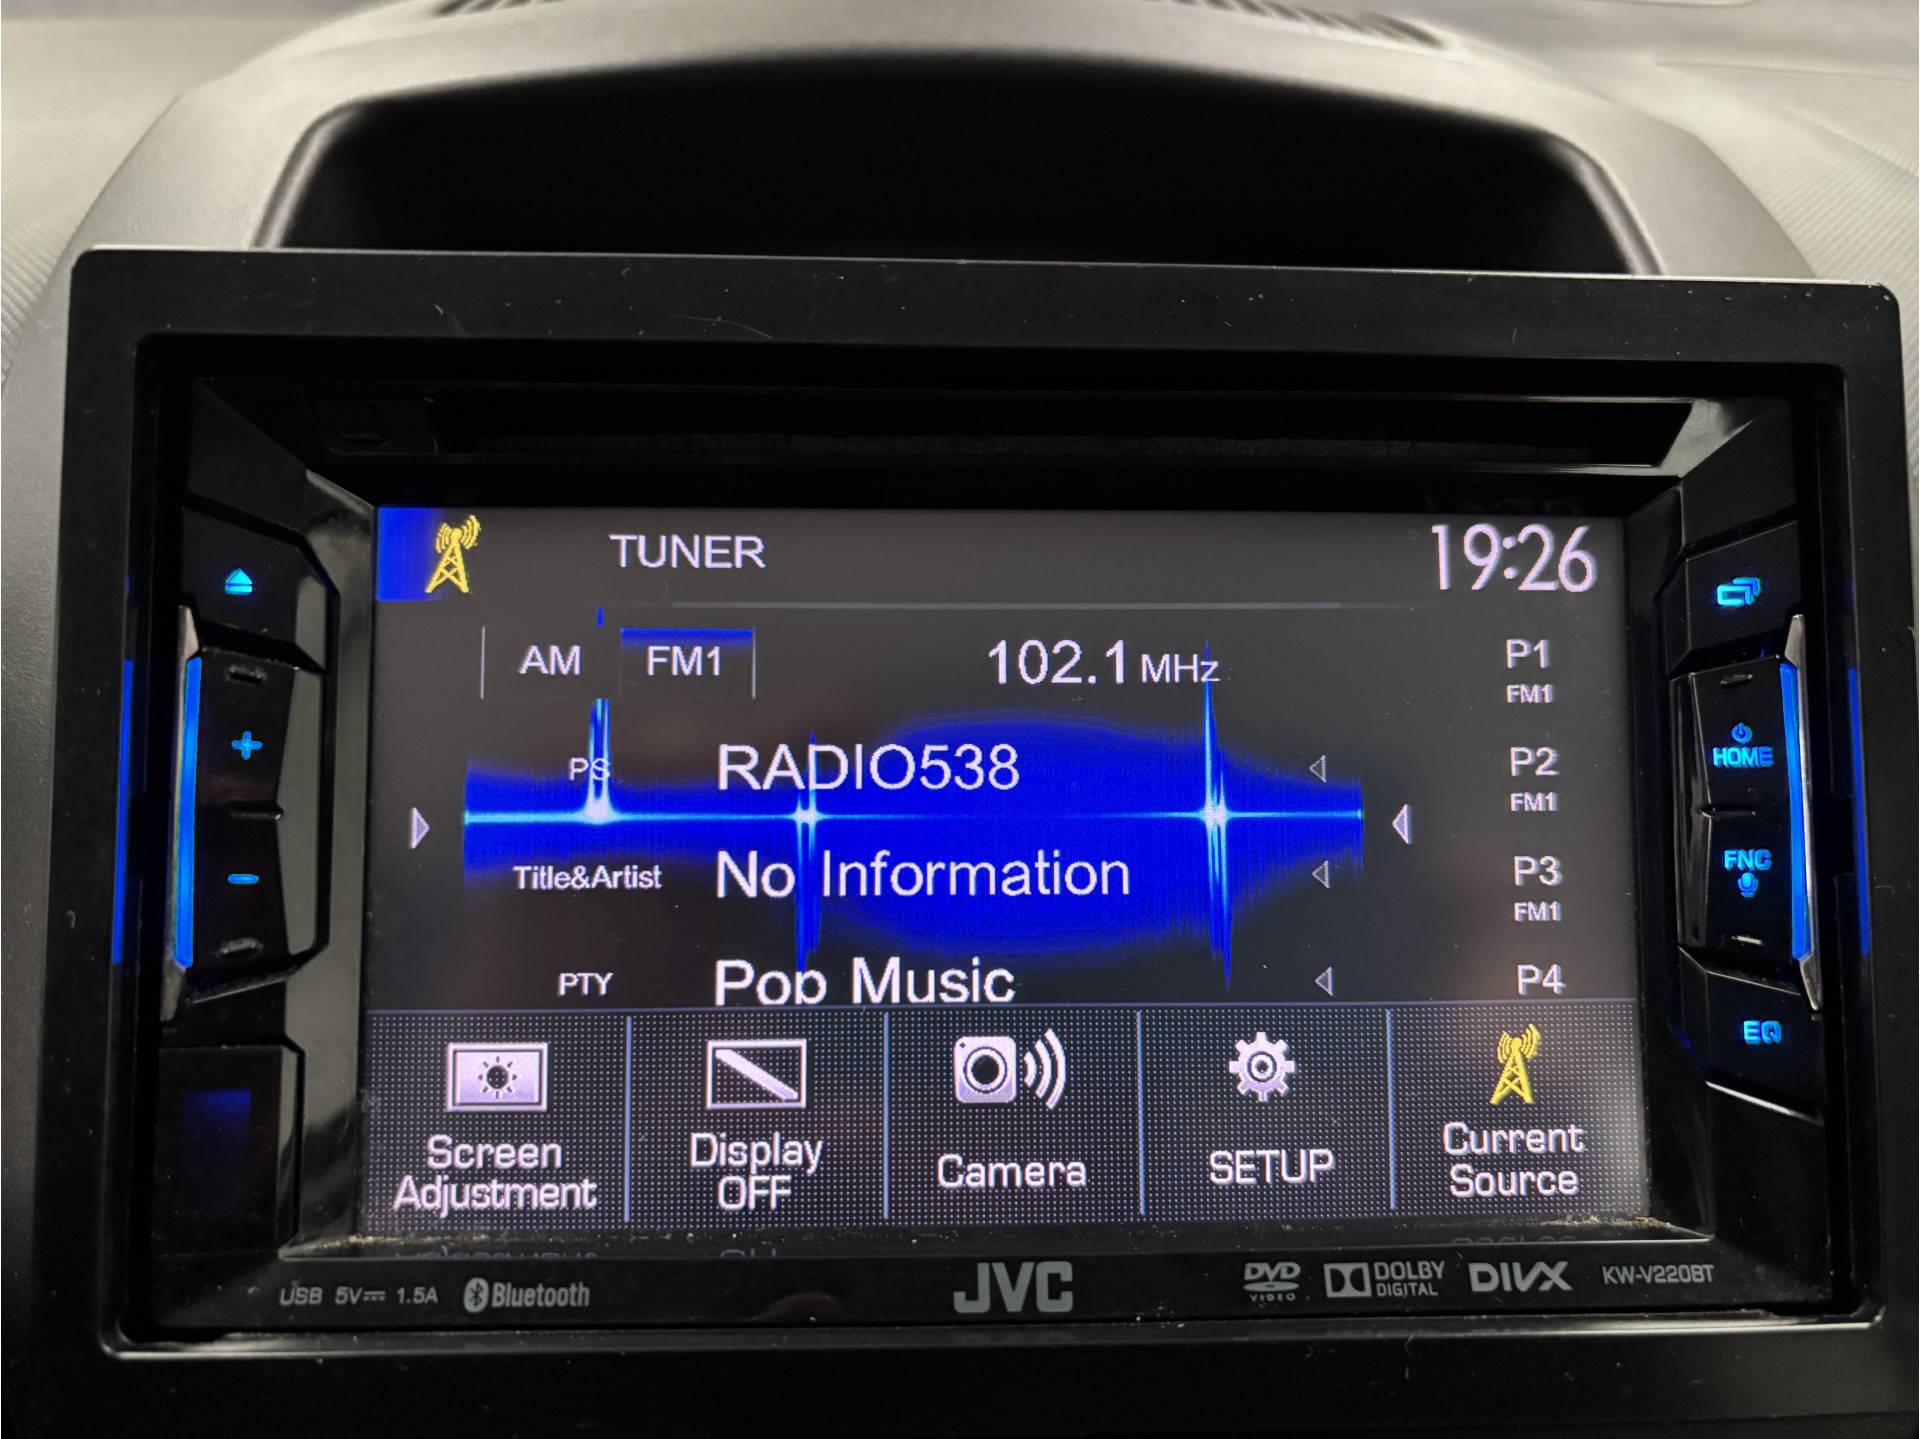 TUNER 19:26
AM FM1 102.1 MHz P1
FM1
PS RADIO538 P2
FM1
HOME
Title&Artist No Information P3
FM1
FNC
PTY Pop Music P4
EQ
Screen
Adjustment
Display
OFF
Camera
SETUP
Current
Source
USB 5V 1.5A Bluetooth JVC DVD VIDEO DOLBY DIGITAL DIVX KW-V220BT